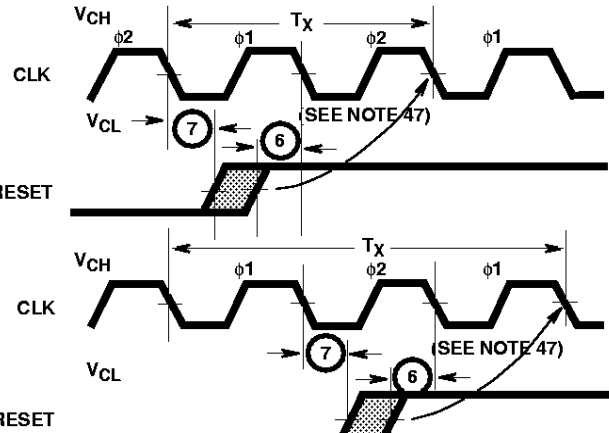 VCH
TX
ϕ2 ϕ1 ϕ2 ϕ1
CLK
(SEE NOTE 47)
VCL
7 6
RESET
VCH
TX
ϕ1 ϕ2 ϕ1
CLK
(SEE NOTE 47)
VCL
7 6
RESET